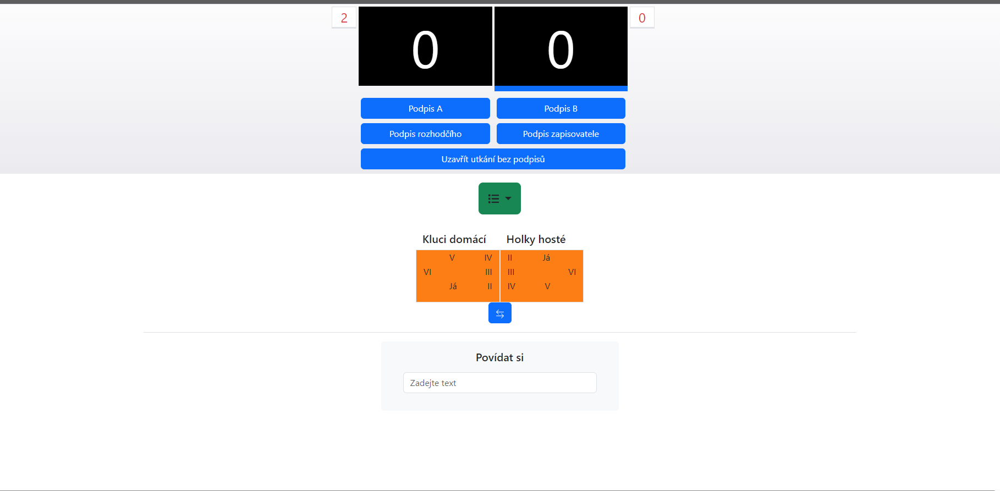 2 0 0 0
Podpis A Podpis B
Podpis rozhodčího Podpis zapisovatele
Uzavřít utkání bez podpisů
Kluci domácí Holky hosté
V IV II Já
VI III III VI
Já II IV V
Povídat si
Zadejte text